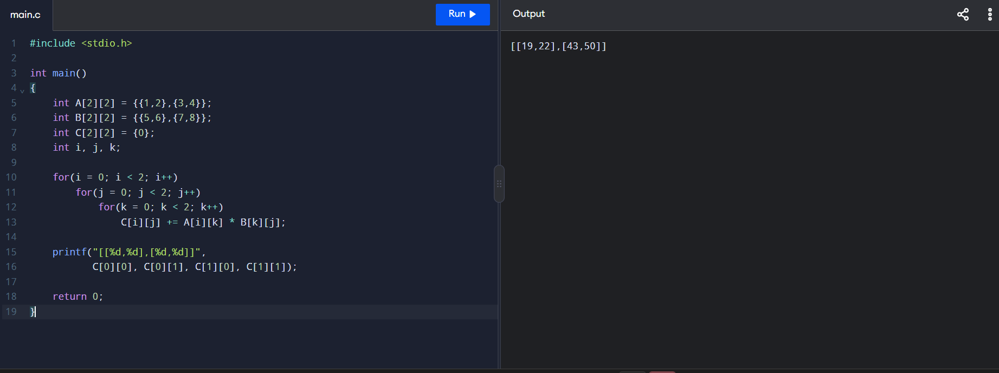 main.c
Run
1 #include <stdio.h>
2
3 int main()
4 {
5     int A[2][2] = {{1,2},{3,4}};
6     int B[2][2] = {{5,6},{7,8}};
7     int C[2][2] = {0};
8     int i, j, k;
9
10     for(i = 0; i < 2; i++)
11         for(j = 0; j < 2; j++)
12             for(k = 0; k < 2; k++)
13                 C[i][j] += A[i][k] * B[k][j];
14
15     printf("[[%d,%d],[%d,%d]]",
16            C[0][0], C[0][1], C[1][0], C[1][1]);
17
18     return 0;
19 }
Output
[[19,22],[43,50]]